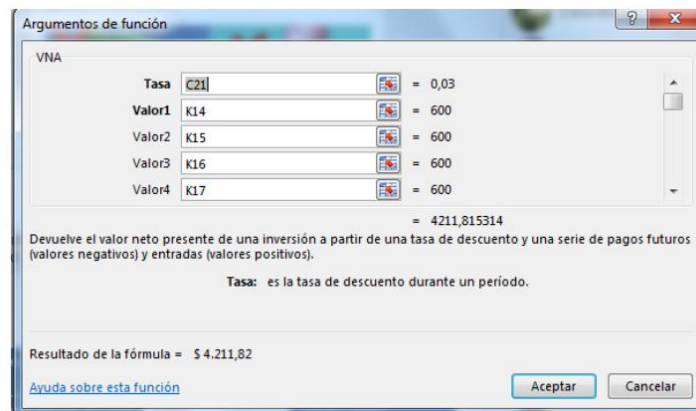 Argumentos de función
VNA
Tasa C21 = 0,03
Valor1 K14 = 600
Valor2 K15 = 600
Valor3 K16 = 600
Valor4 K17 = 600
= 4211,815314
Devuelve el valor neto presente de una inversión a partir de una tasa de descuento y una serie de pagos futuros
(valores negativos) y entradas (valores positivos).
Tasa: es la tasa de descuento durante un período.
Resultado de la fórmula = $ 4.211,82
Ayuda sobre esta función
Aceptar Cancelar